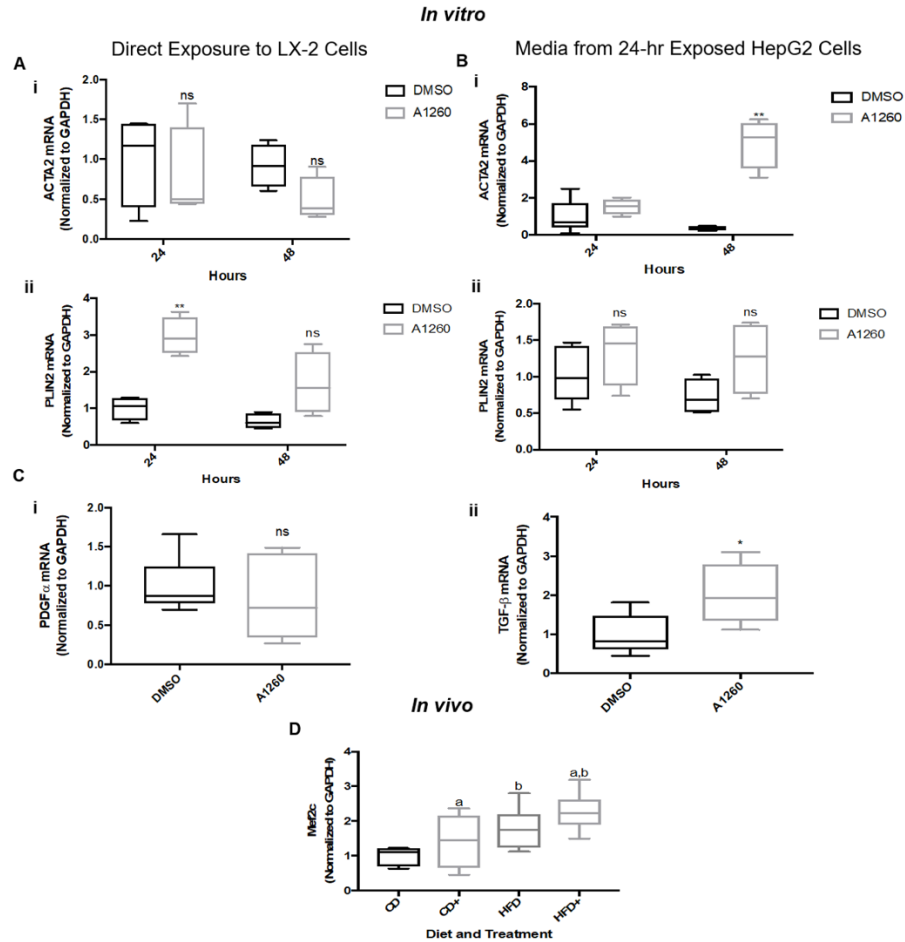 In vitro
Direct Exposure to LX-2 Cells
Media from 24-hr Exposed HepG2 Cells
A
i
ACTA2 mRNA
(Normalized to GAPDH)
2.0
1.5
1.0
0.5
0.0
ns
ns
24
48
Hours
DMSO
A1260
B
i
ACTA2 mRNA
(Normalized to GAPDH)
8
6
4
2
0
**
24
48
Hours
DMSO
A1260
ii
PLIN2 mRNA
(Normalized to GAPDH)
4
3
2
1
0
**
ns
24
48
Hours
DMSO
A1260
ii
PLIN2 mRNA
(Normalized to GAPDH)
2.0
1.5
1.0
0.5
0.0
ns
ns
24
48
Hours
DMSO
A1260
C
i
PDGFα mRNA
(Normalized to GAPDH)
2.0
1.5
1.0
0.5
0.0
ns
DMSO
A1260
ii
TGF-β mRNA
(Normalized to GAPDH)
4
3
2
1
0
*
DMSO
A1260
In vivo
D
Mef2c
(Normalized to GAPDH)
4
3
2
1
0
a
b
a,b
CD
CD+
HFD
HFD+
Diet and Treatment